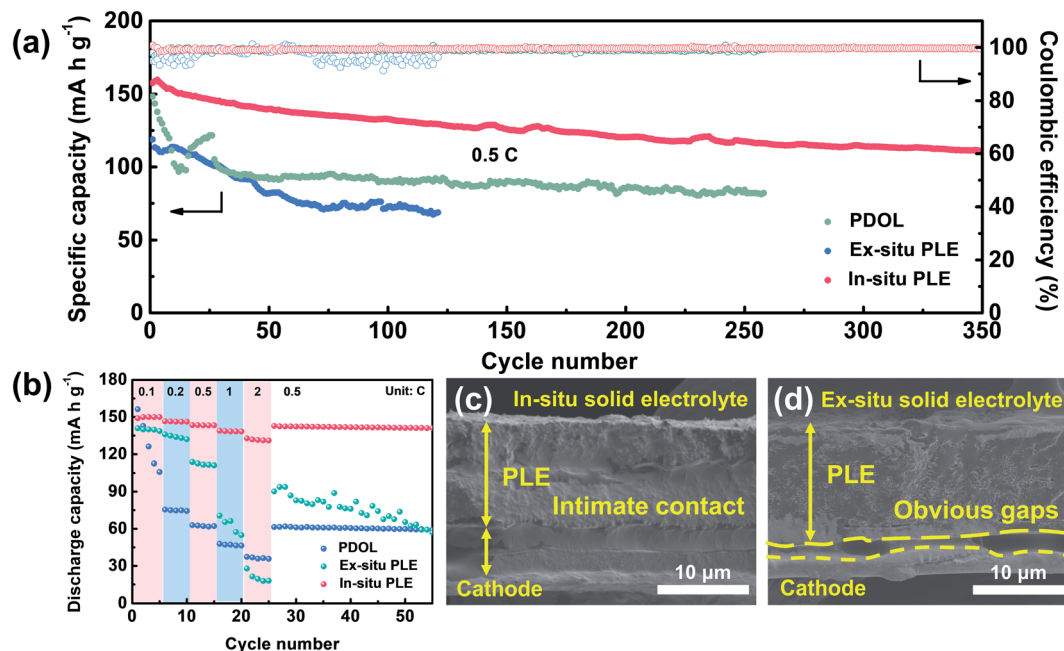 (a)
200
150
100
75
50
0
Specific capacity (mA h g⁻¹)
0.5 C
PDOL
Ex-situ PLE
In-situ PLE
100
80
60
40
20
0
Coulombic efficiency (%)
0 50 100 150 200 250 300 350
Cycle number
(b)
180
150
120
90
60
30
0
Discharge capacity (mA h g⁻¹)
0.1 0.2 0.5 1 2 0.5 Unit: C
PDOL
Ex-situ PLE
In-situ PLE
0 10 20 30 40 50
Cycle number
(c) In-situ solid electrolyte
PLE
Intimate contact
Cathode
10 μm
(d) Ex-situ solid electrolyte
PLE
Obvious gaps
Cathode
10 μm